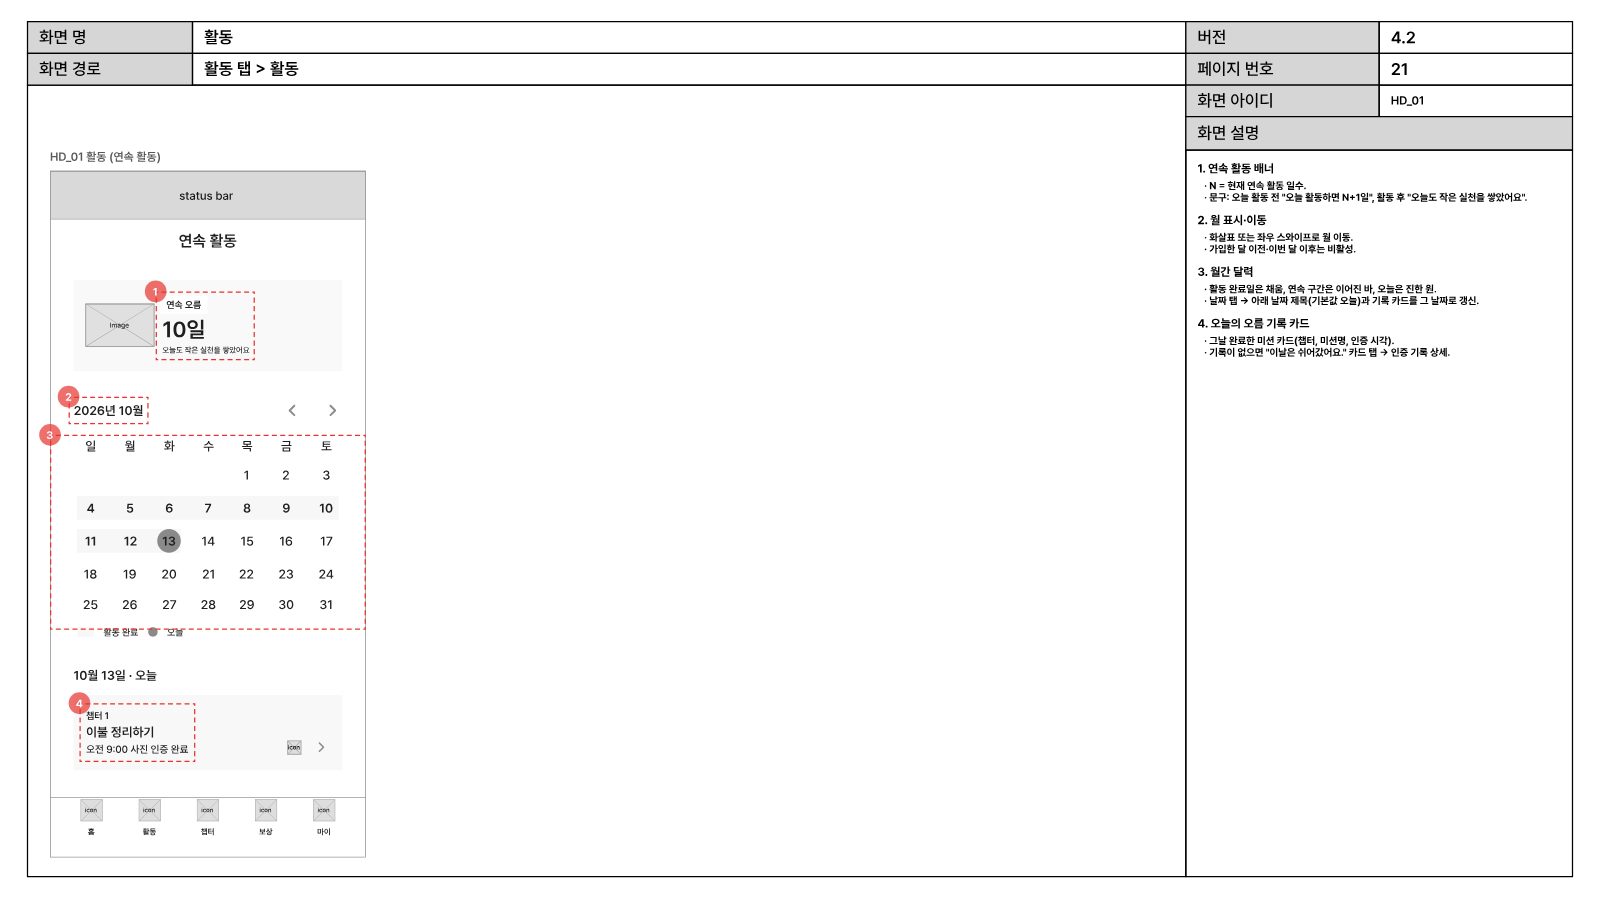 화면 명
활동
화면 경로
활동 탭 > 활동
버전
4.2
페이지 번호
21
화면 아이디
HD_01
화면 설명
HD_01 활동 (연속 활동)
status bar
연속 활동
1
연속 오름
Image
10일
오늘도 작은 실천을 쌓았어요
2
2026년 10월
3
일 월 화 수 목 금 토
1 2 3
4 5 6 7 8 9 10
11 12 13 14 15 16 17
18 19 20 21 22 23 24
25 26 27 28 29 30 31
활동 완료 오늘
10월 13일 · 오늘
4
챕터 1
이불 정리하기
오전 9:00 사진 인증 완료
icon
icon icon icon icon icon
홈 활동 챕터 보상 마이
1. 연속 활동 배너
· N = 현재 연속 활동 일수.
· 문구: 오늘 활동 전 "오늘 활동하면 N+1일", 활동 후 "오늘도 작은 실천을 쌓았어요".
2. 월 표시·이동
· 화살표 또는 좌우 스와이프로 월 이동.
· 가입한 달 이전·이번 달 이후는 비활성.
3. 월간 달력
· 활동 완료일은 채움, 연속 구간은 이어진 바, 오늘은 진한 원.
· 날짜 탭 → 아래 날짜 제목(기본값 오늘)과 기록 카드를 그 날짜로 갱신.
4. 오늘의 오름 기록 카드
· 그날 완료한 미션 카드(챕터, 미션명, 인증 시각).
· 기록이 없으면 "이날은 쉬어갔어요." 카드 탭 → 인증 기록 상세.